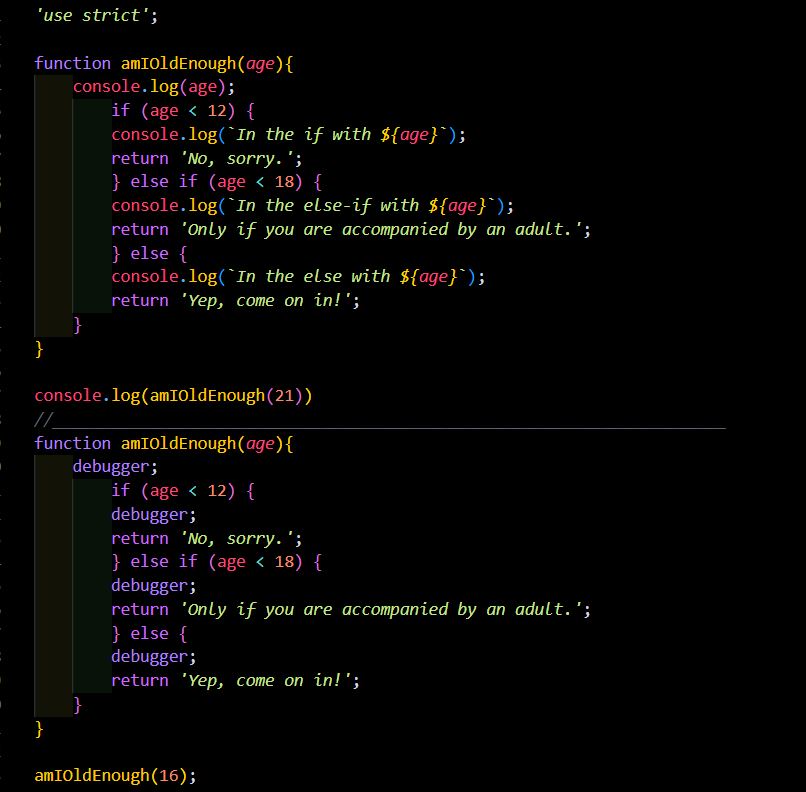 'use strict';
function amIOldEnough(age){
console.log(age);
if (age < 12) {
console.log(`In the if with ${age}`);
return 'No, sorry.';
} else if (age < 18) {
console.log(`In the else-if with ${age}`);
return 'Only if you are accompanied by an adult.';
} else {
console.log(`In the else with ${age}`);
return 'Yep, come on in!';
}
}
console.log(amIOldEnough(21))
//______________________________________________________________________
function amIOldEnough(age){
debugger;
if (age < 12) {
debugger;
return 'No, sorry.';
} else if (age < 18) {
debugger;
return 'Only if you are accompanied by an adult.';
} else {
debugger;
return 'Yep, come on in!';
}
}
amIOldEnough(16);